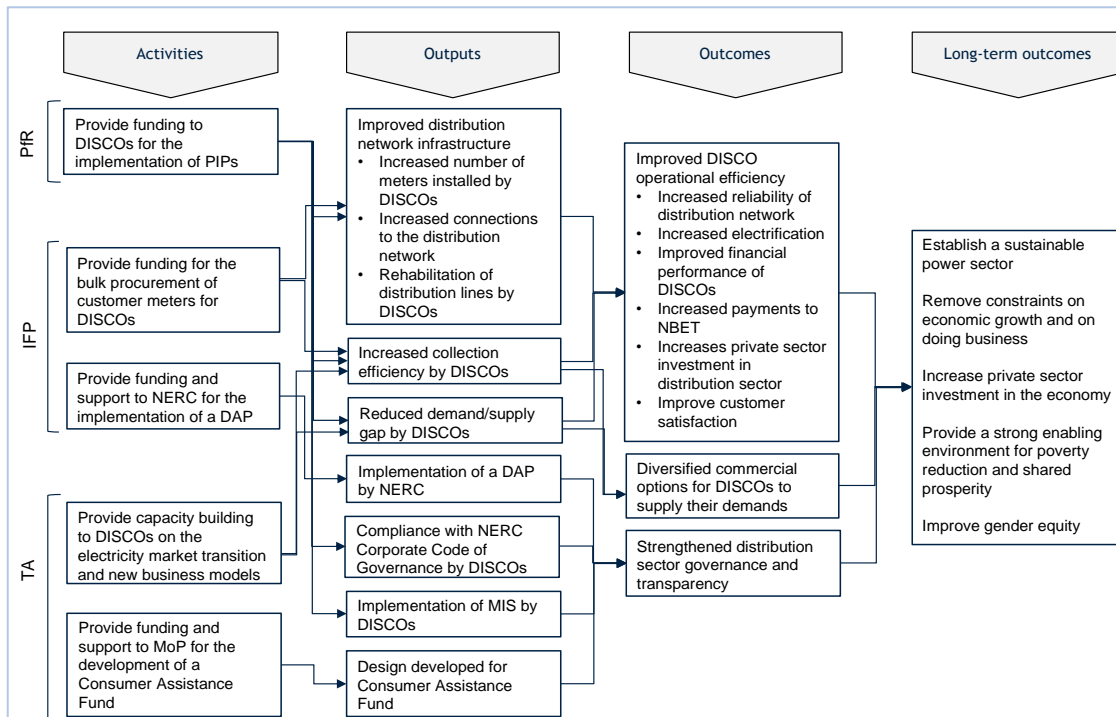 Activities
Outputs
Outcomes
Long-term outcomes
PfR
Provide funding to
DISCOs for the
implementation of PIPs
IFP
Provide funding for the
bulk procurement of
customer meters for
DISCOs
Provide funding and
support to NERC for the
implementation of a DAP
TA
Provide capacity building
to DISCOs on the
electricity market transition
and new business models
Provide funding and
support to MoP for the
development of a
Consumer Assistance
Fund
Improved distribution
network infrastructure
• Increased number of
meters installed by
DISCOs
• Increased connections
to the distribution
network
• Rehabilitation of
distribution lines by
DISCOs
Increased collection
efficiency by DISCOs
Reduced demand/supply
gap by DISCOs
Implementation of a DAP
by NERC
Compliance with NERC
Corporate Code of
Governance by DISCOs
Implementation of MIS by
DISCOs
Design developed for
Consumer Assistance
Fund
Improved DISCO
operational efficiency
• Increased reliability of
distribution network
• Increased electrification
• Improved financial
performance of
DISCOs
• Increased payments to
NBET
• Increases private sector
investment in
distribution sector
• Improve customer
satisfaction
Diversified commercial
options for DISCOs to
supply their demands
Strengthened distribution
sector governance and
transparency
Establish a sustainable
power sector
Remove constraints on
economic growth and on
doing business
Increase private sector
investment in the economy
Provide a strong enabling
environment for poverty
reduction and shared
prosperity
Improve gender equity